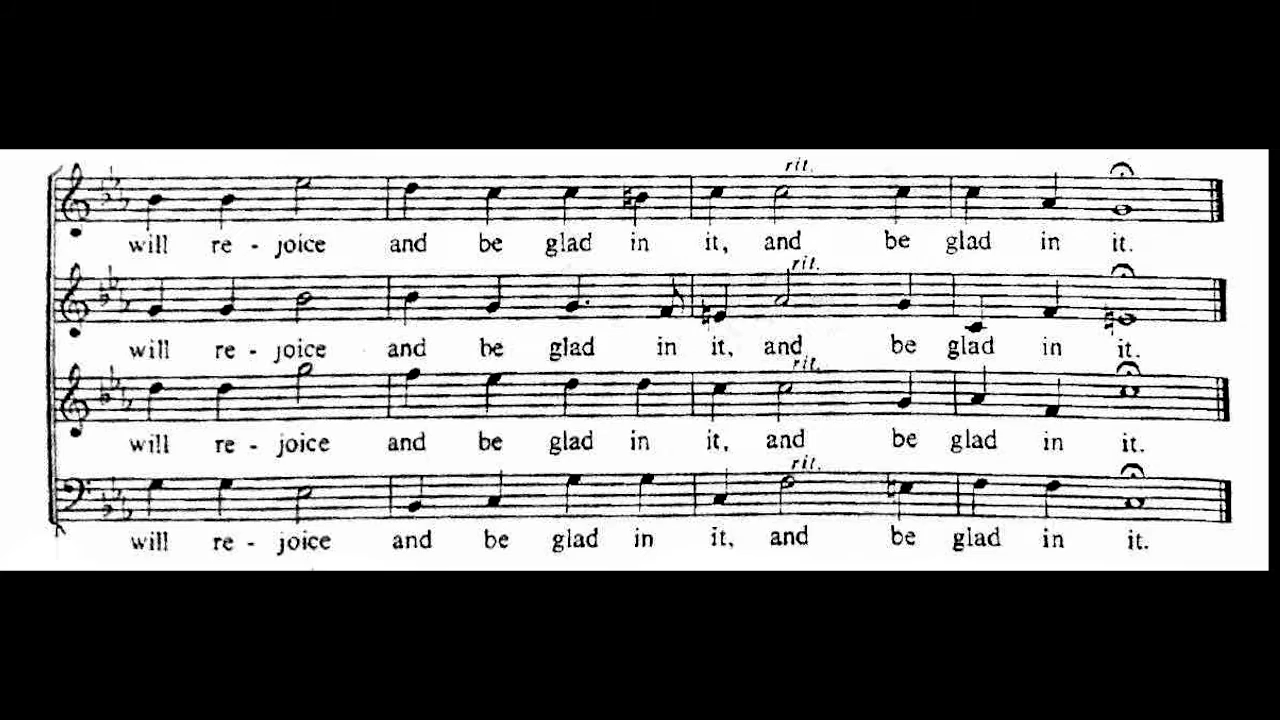 rit.
will re - joice and be glad in it, and be glad in it.
rit.
will re - joice and be glad in it, and be glad in it.
rit.
will re - joice and be glad in it, and be glad in it.
rit.
will re - joice and be glad in it, and be glad in it.